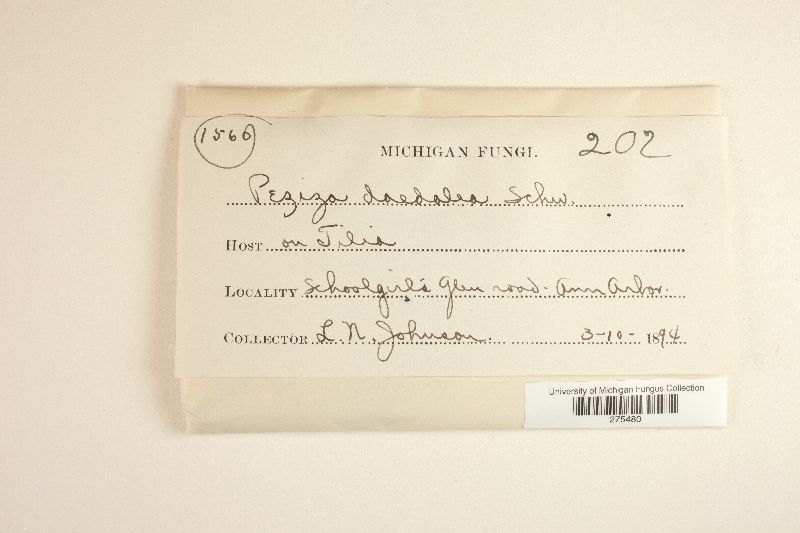 1566
MICHIGAN FUNGI. 202
Peziza daedalea Schw.
HOST on Tilia
LOCALITY Schoolgirl's Glen road - Ann Arbor.
COLLECTOR L. N. Johnson. 3-10- 1894
University of Michigan Fungus Collection
275480